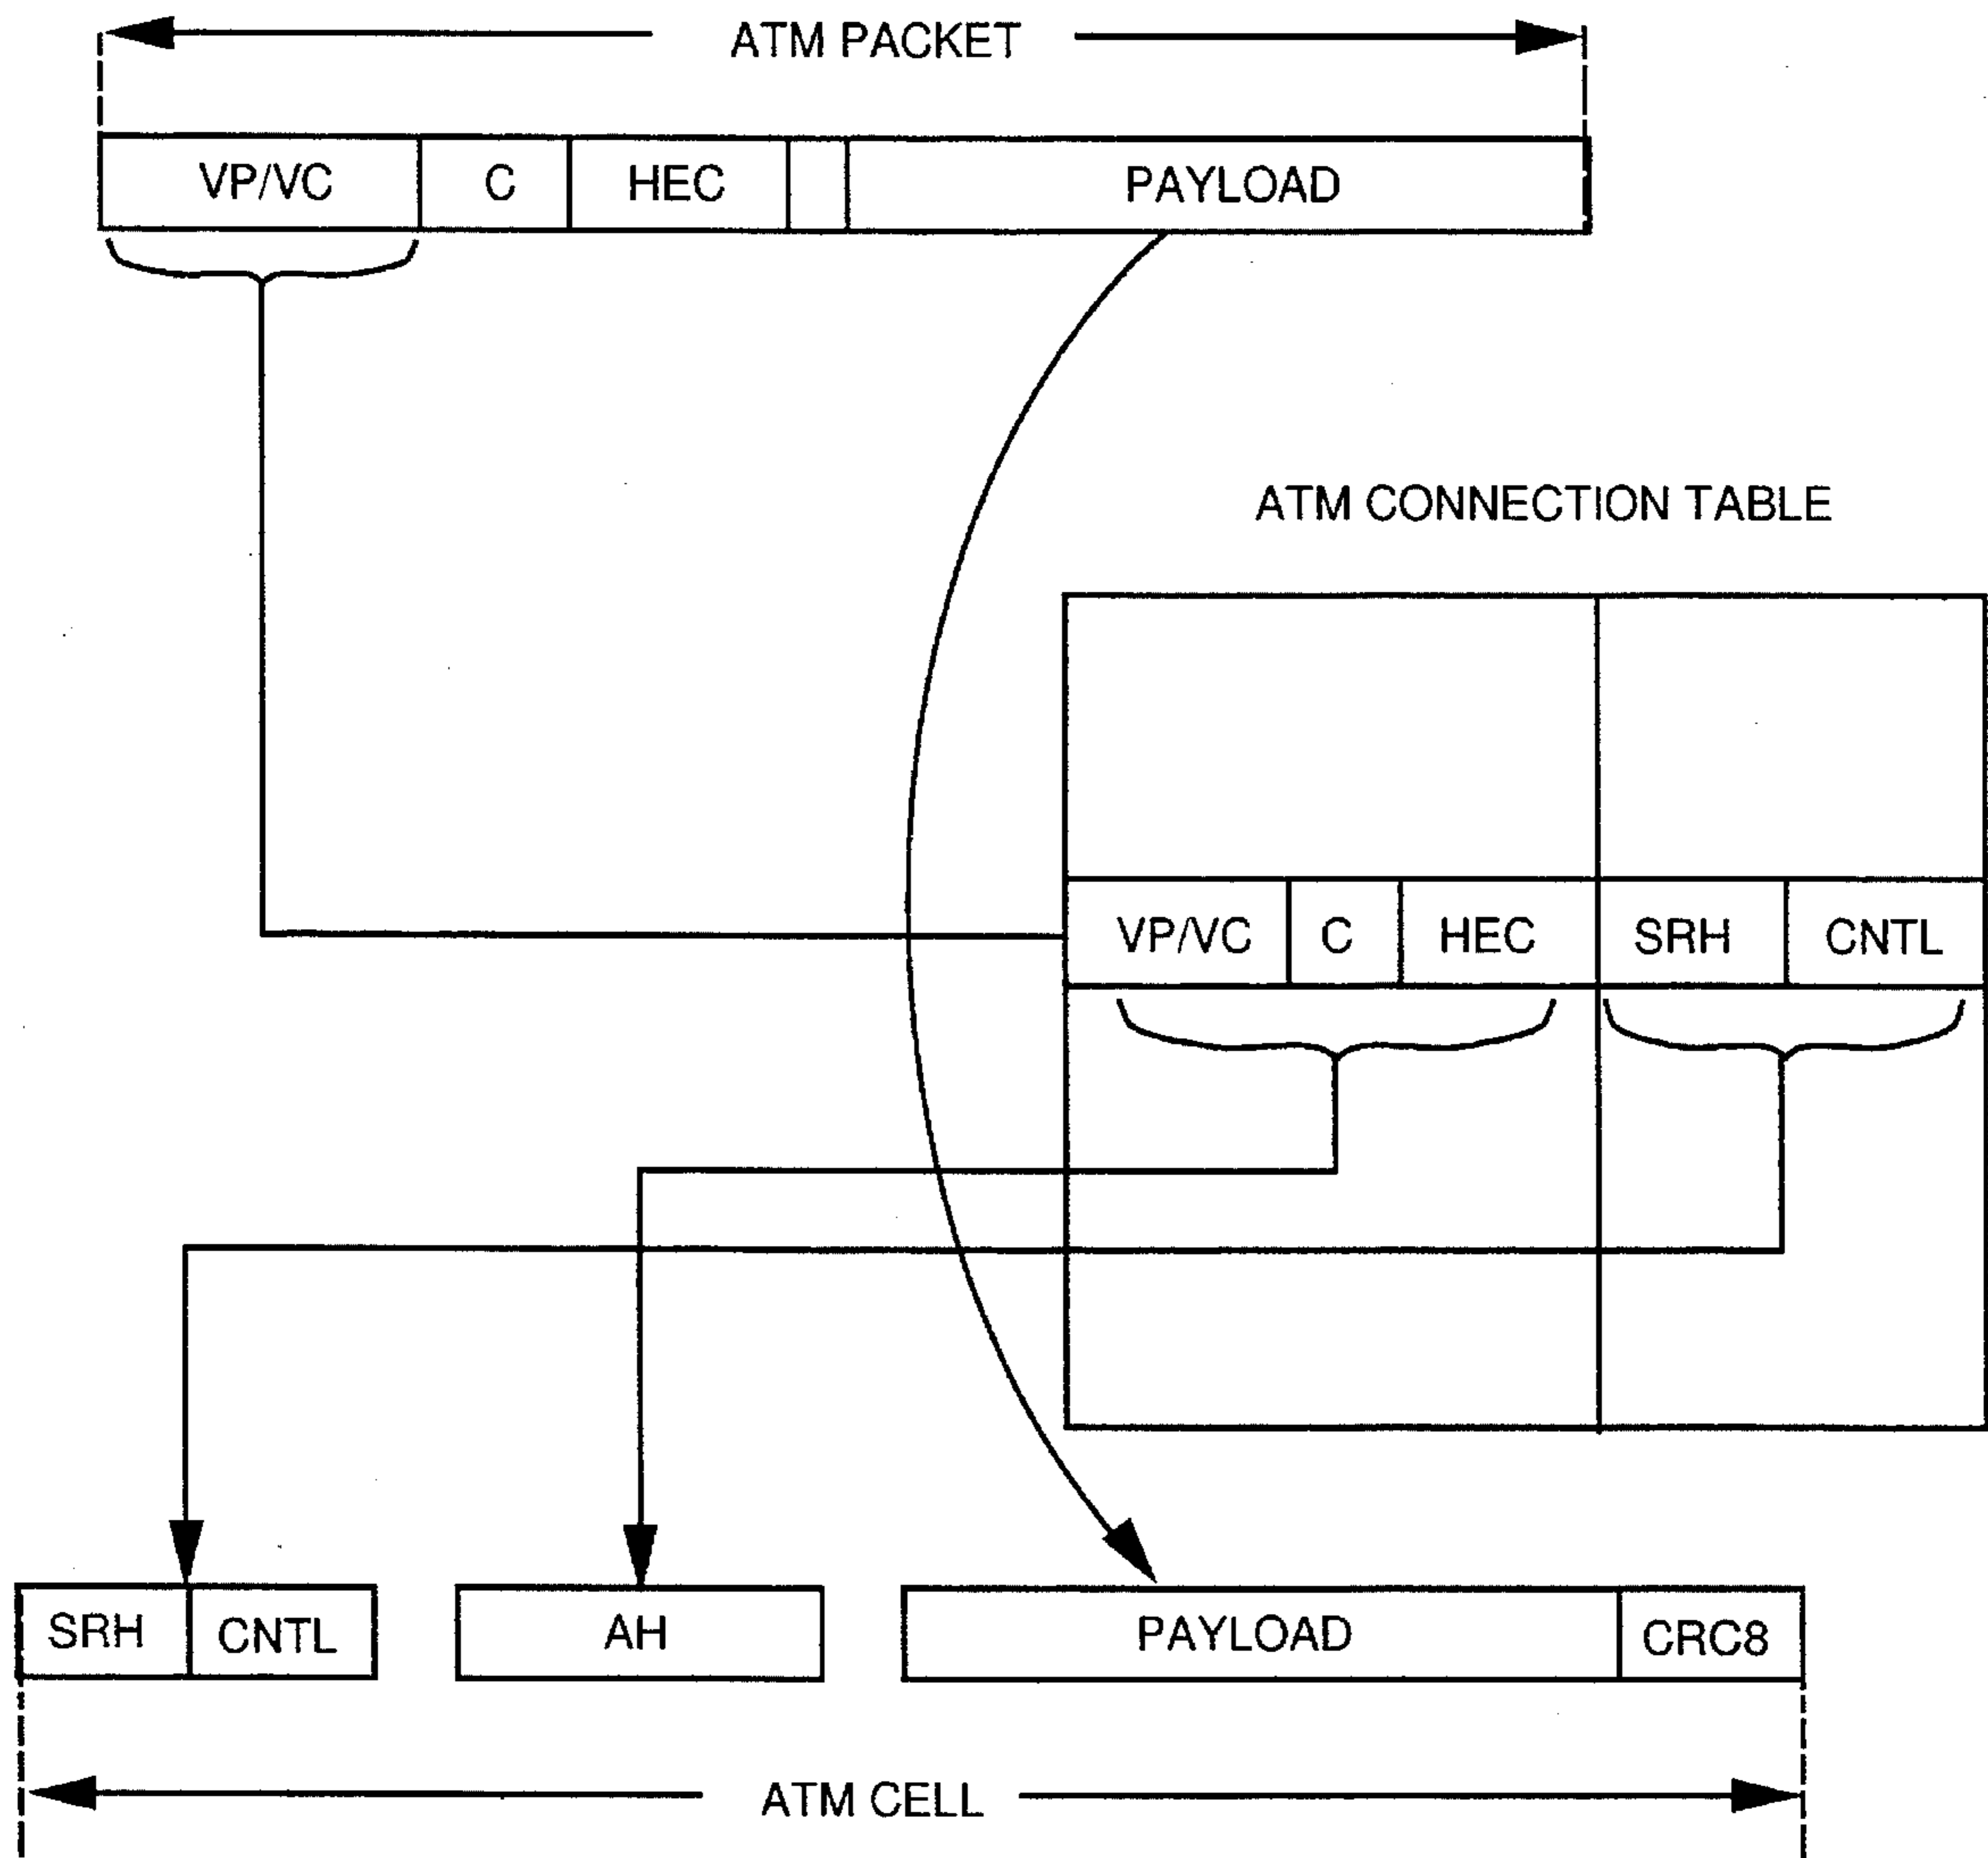 ATM PACKET
VP/VC C HEC PAYLOAD
ATM CONNECTION TABLE
VP/VC C HEC SRH CNTL
SRH CNTL AH PAYLOAD CRC8
ATM CELL